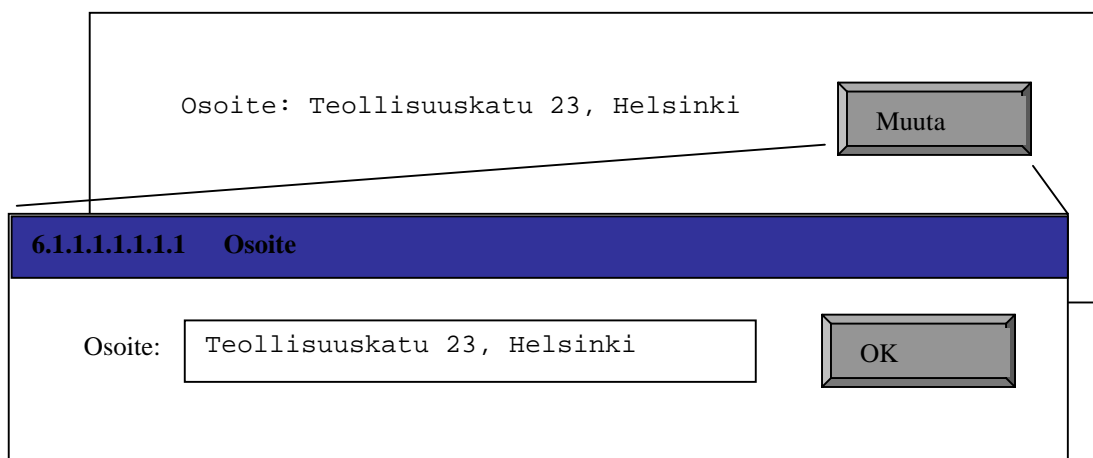 Osoite: Teollisuuskatu 23, Helsinki
Muuta
6.1.1.1.1.1.1.1 Osoite
Osoite:
Teollisuuskatu 23, Helsinki
OK